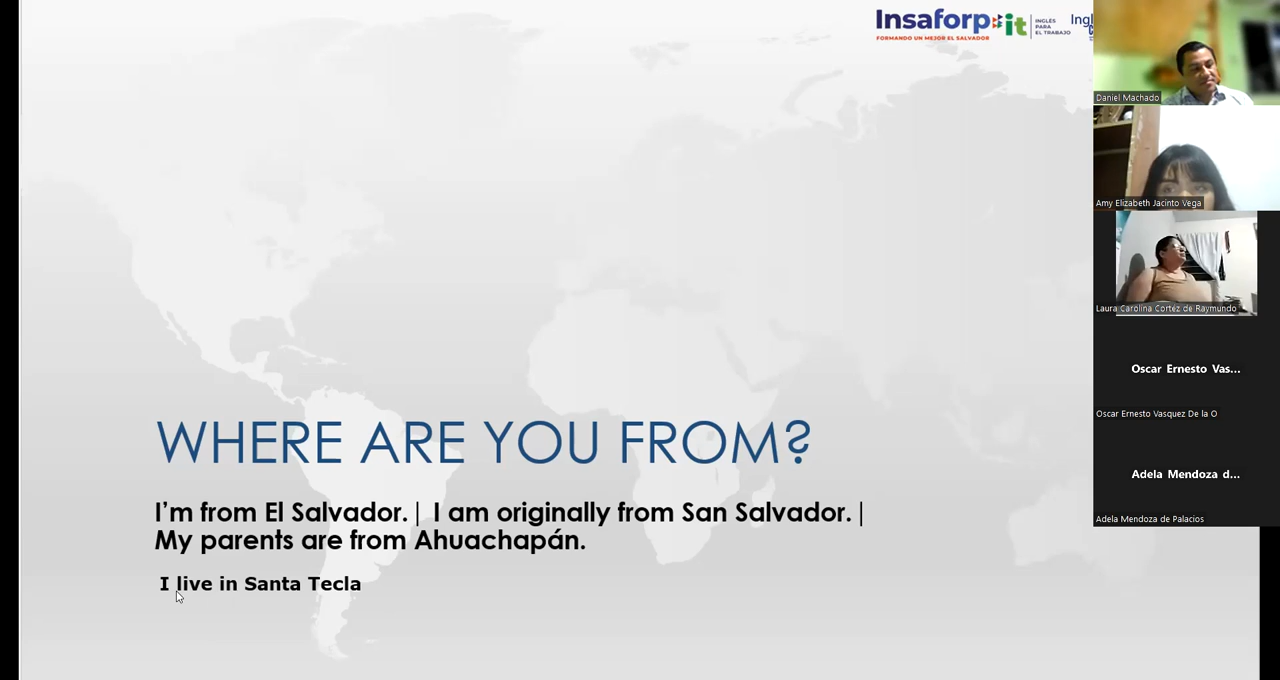 Insaforp
FORMANDO UN MEJOR EL SALVADOR
it
INGLÉS
PARA
EL TRABAJO
Daniel Machado
Amy Elizabeth Jacinto Vega
Laura Carolina Cortéz de Raymundo
Oscar Ernesto Vas...
Oscar Ernesto Vasquez De la O
Adela Mendoza d...
Adela Mendoza de Palacios
WHERE ARE YOU FROM?
I'm from El Salvador.| I am originally from San Salvador.|
My parents are from Ahuachapán.
I live in Santa Tecla